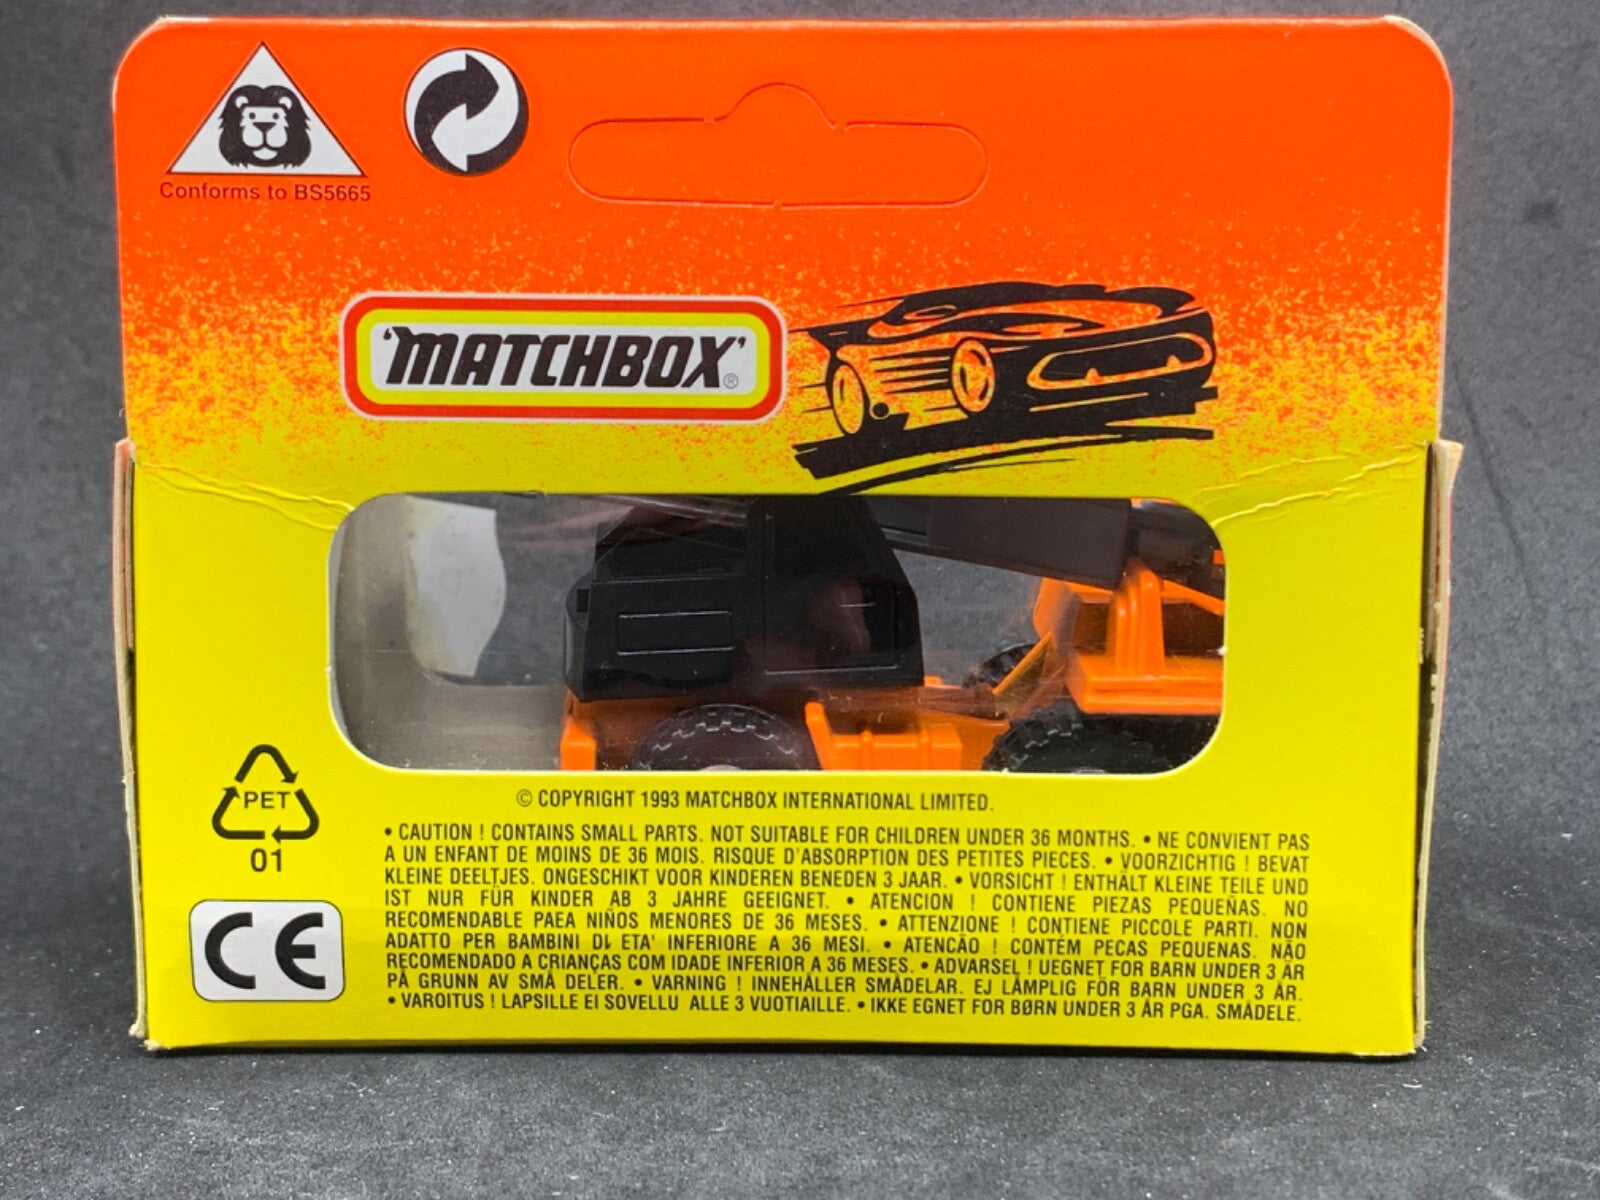 Conforms to BS5665
'MATCHBOX'®
© COPYRIGHT 1993 MATCHBOX INTERNATIONAL LIMITED.
PET
01
CE
• CAUTION ! CONTAINS SMALL PARTS. NOT SUITABLE FOR CHILDREN UNDER 36 MONTHS. • NE CONVIENT PAS
A UN ENFANT DE MOINS DE 36 MOIS. RISQUE D'ABSORPTION DES PETITES PIECES. • VOORZICHTIG ! BEVAT
KLEINE DEELTJES. ONGESCHIKT VOOR KINDEREN BENEDEN 3 JAAR. • VORSICHT ! ENTHÄLT KLEINE TEILE UND
IST NUR FÜR KINDER AB 3 JAHRE GEEIGNET. • ATENCION ! CONTIENE PIEZAS PEQUEÑAS. NO
RECOMENDABLE PAEA NIÑOS MENORES DE 36 MESES. • ATTENZIONE ! CONTIENE PICCOLE PARTI. NON
ADATTO PER BAMBINI DI ETA' INFERIORE A 36 MESI. • ATENCÃO ! CONTÉM PECAS PEQUENAS. NÃO
RECOMENDADO A CRIANÇAS COM IDADE INFERIOR A 36 MESES. • ADVARSEL ! UEGNET FOR BARN UNDER 3 ÅR
PÅ GRUNN AV SMÅ DELER. • VARNING ! INNEHÅLLER SMÅDELAR. EJ LÄMPLIG FÖR BARN UNDER 3 ÅR.
• VAROITUS ! LAPSILLE EI SOVELLU ALLE 3 VUOTIAILLE. • IKKE EGNET FOR BØRN UNDER 3 ÅR PGA. SMÅDELE.